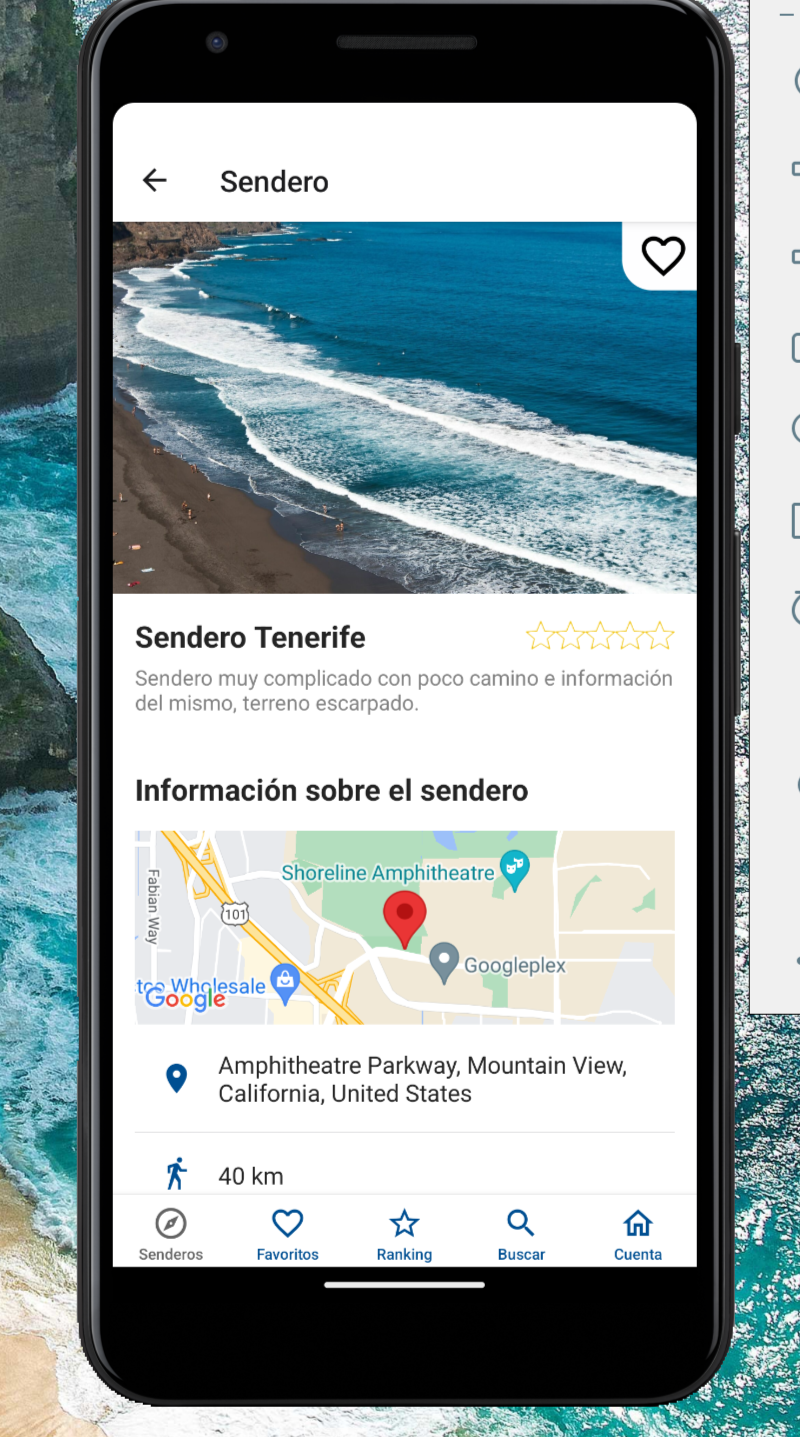 Sendero
Sendero Tenerife
Sendero muy complicado con poco camino e información
del mismo, terreno escarpado.
Información sobre el sendero
Shoreline Amphitheatre
Fabian Way
101
Googleplex
tco Wholesale
Google
Amphitheatre Parkway, Mountain View,
California, United States
40 km
Senderos
Favoritos
Ranking
Buscar
Cuenta